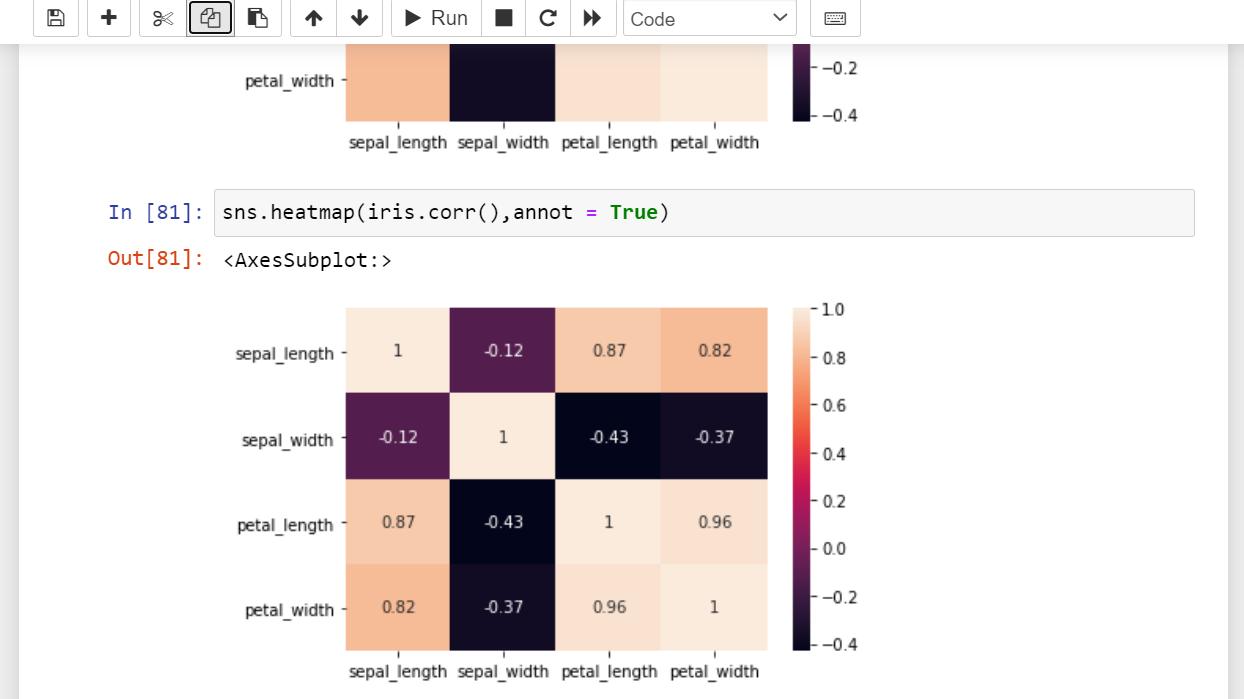 Run Code
petal_width -0.2
-0.4
sepal_length sepal_width petal_length petal_width
In [81]: sns.heatmap(iris.corr(),annot = True)
Out[81]: <AxesSubplot:>
1.0
sepal_length 1 -0.12 0.87 0.82
0.8
0.6
sepal_width -0.12 1 -0.43 -0.37
0.4
0.2
petal_length 0.87 -0.43 1 0.96
0.0
-0.2
petal_width 0.82 -0.37 0.96 1
-0.4
sepal_length sepal_width petal_length petal_width